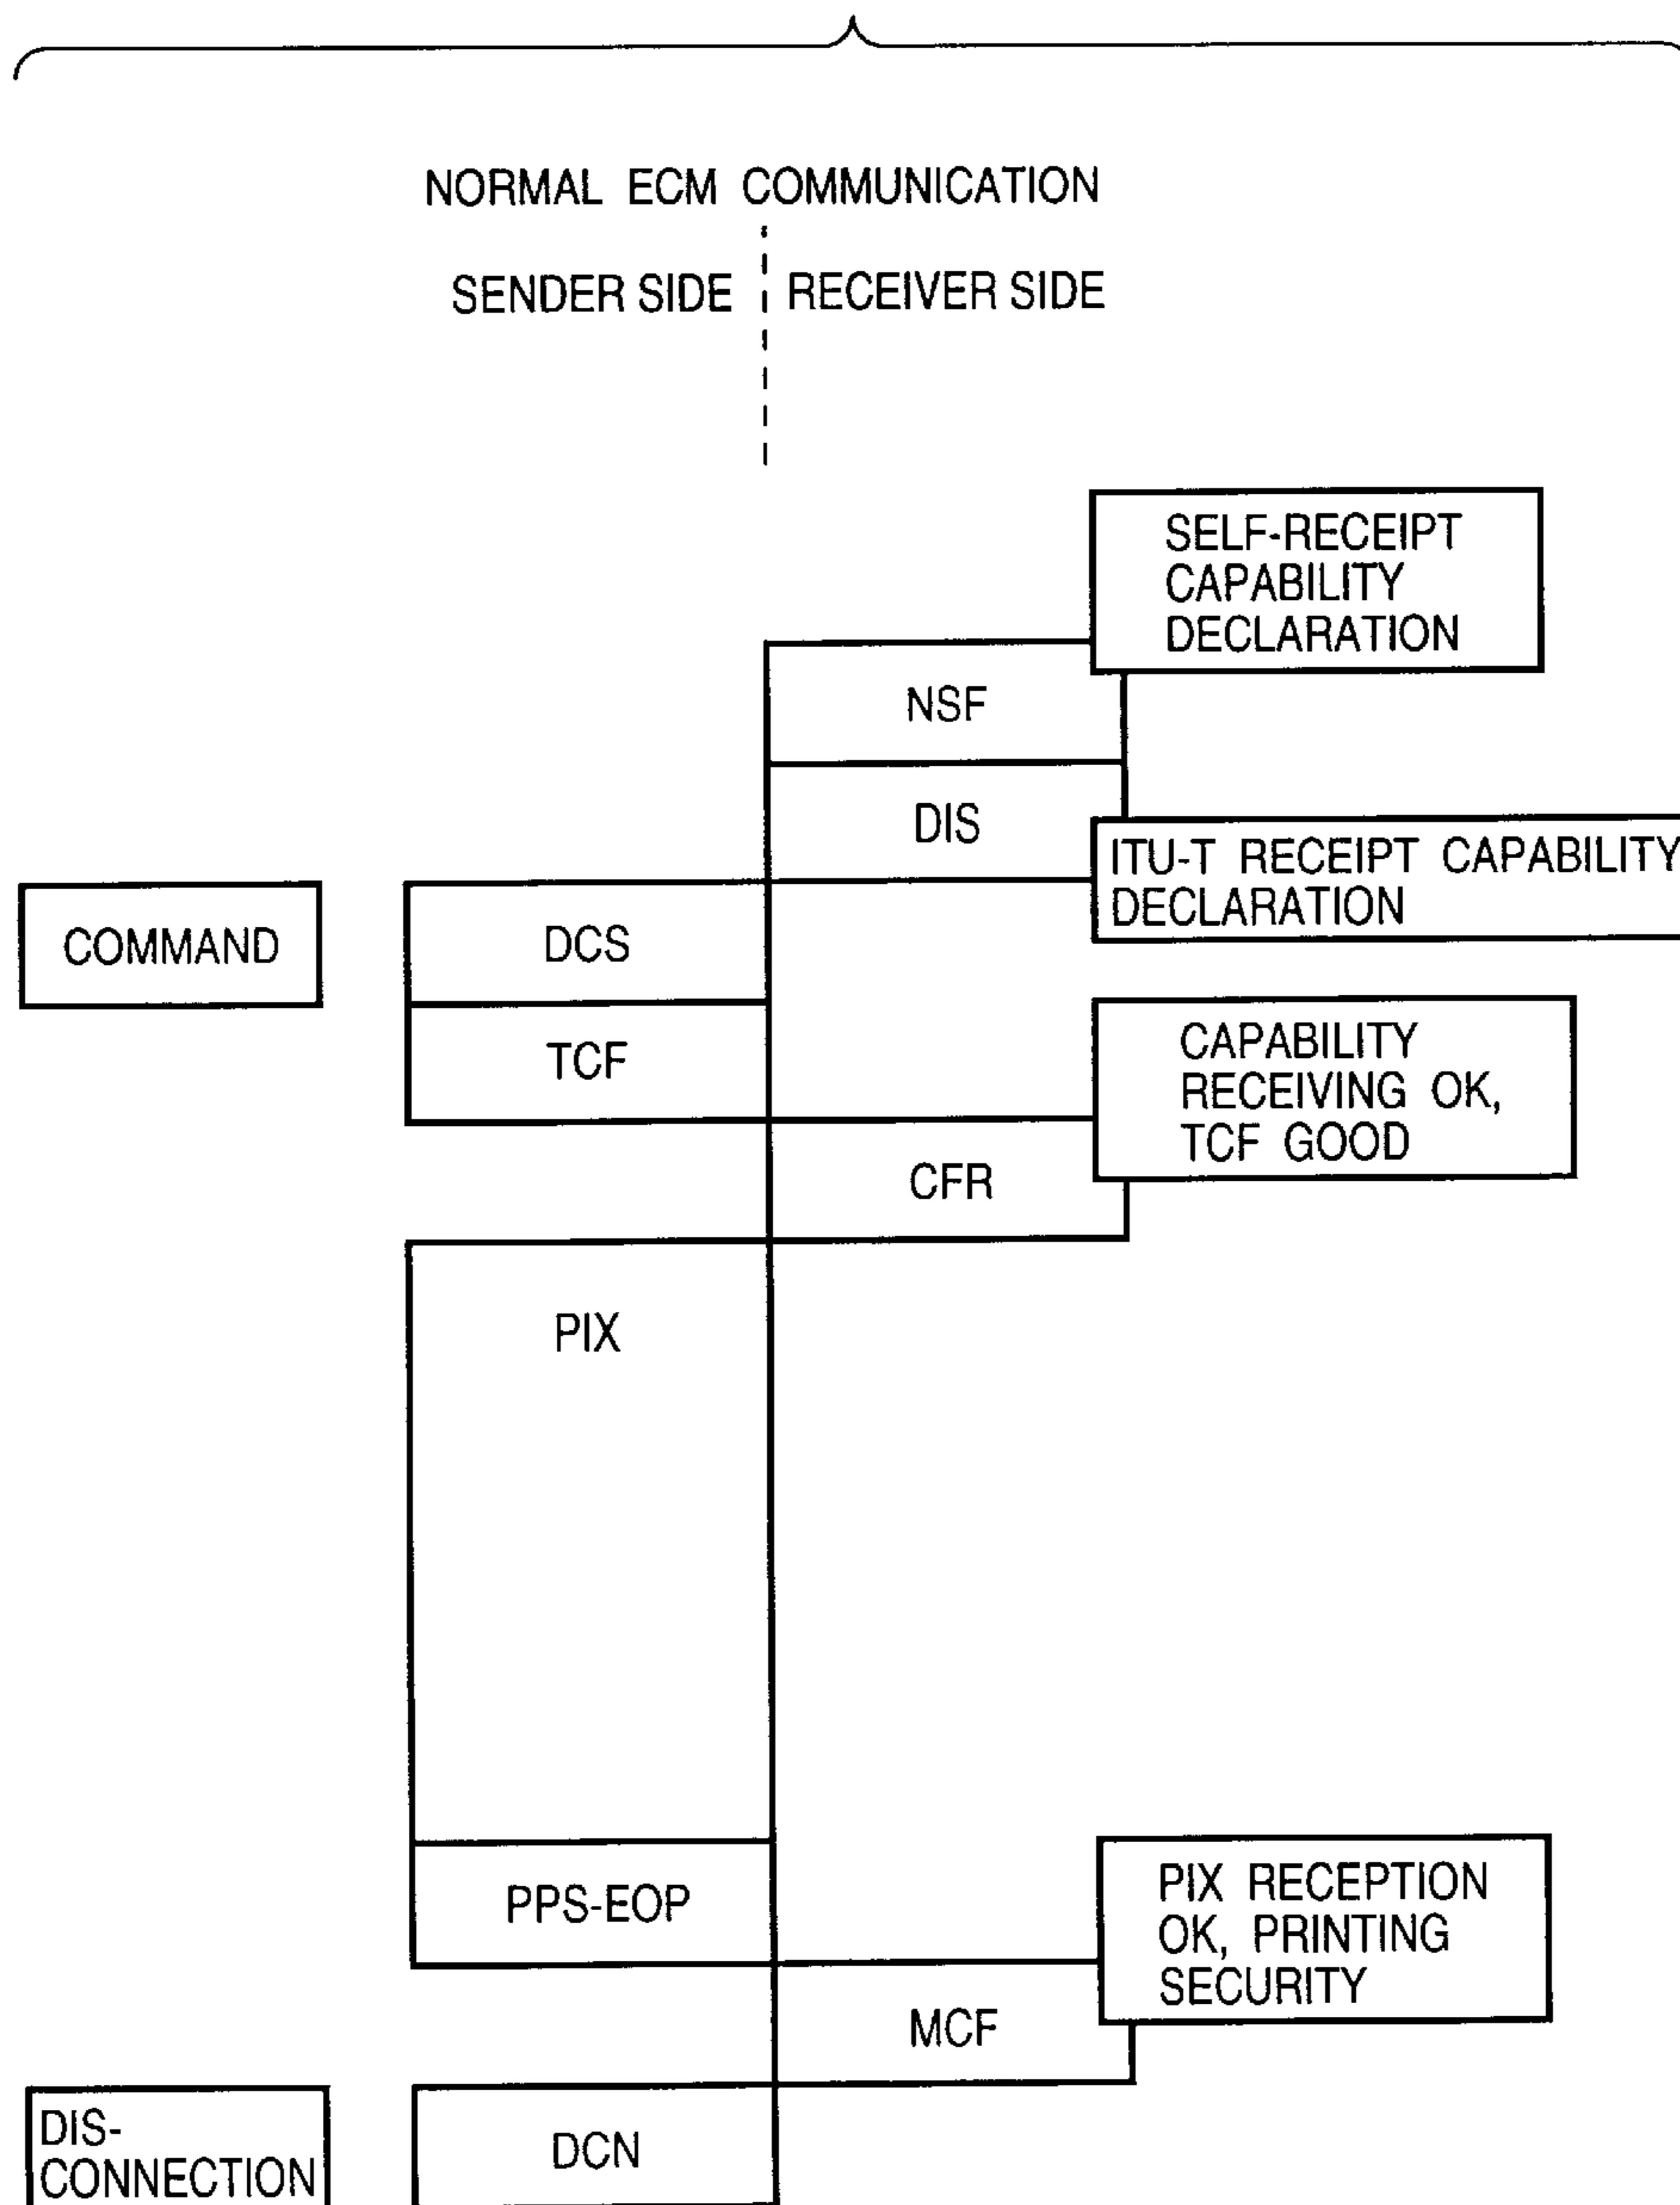 NORMAL ECM COMMUNICATION
SENDER SIDE
RECEIVER SIDE
SELF-RECEIPT
CAPABILITY
DECLARATION
NSF
DIS
ITU-T RECEIPT CAPABILITY
DECLARATION
COMMAND
DCS
TCF
CAPABILITY
RECEIVING OK,
TCF GOOD
CFR
PIX
PPS-EOP
PIX RECEPTION
OK, PRINTING
SECURITY
MCF
DIS-
CONNECTION
DCN